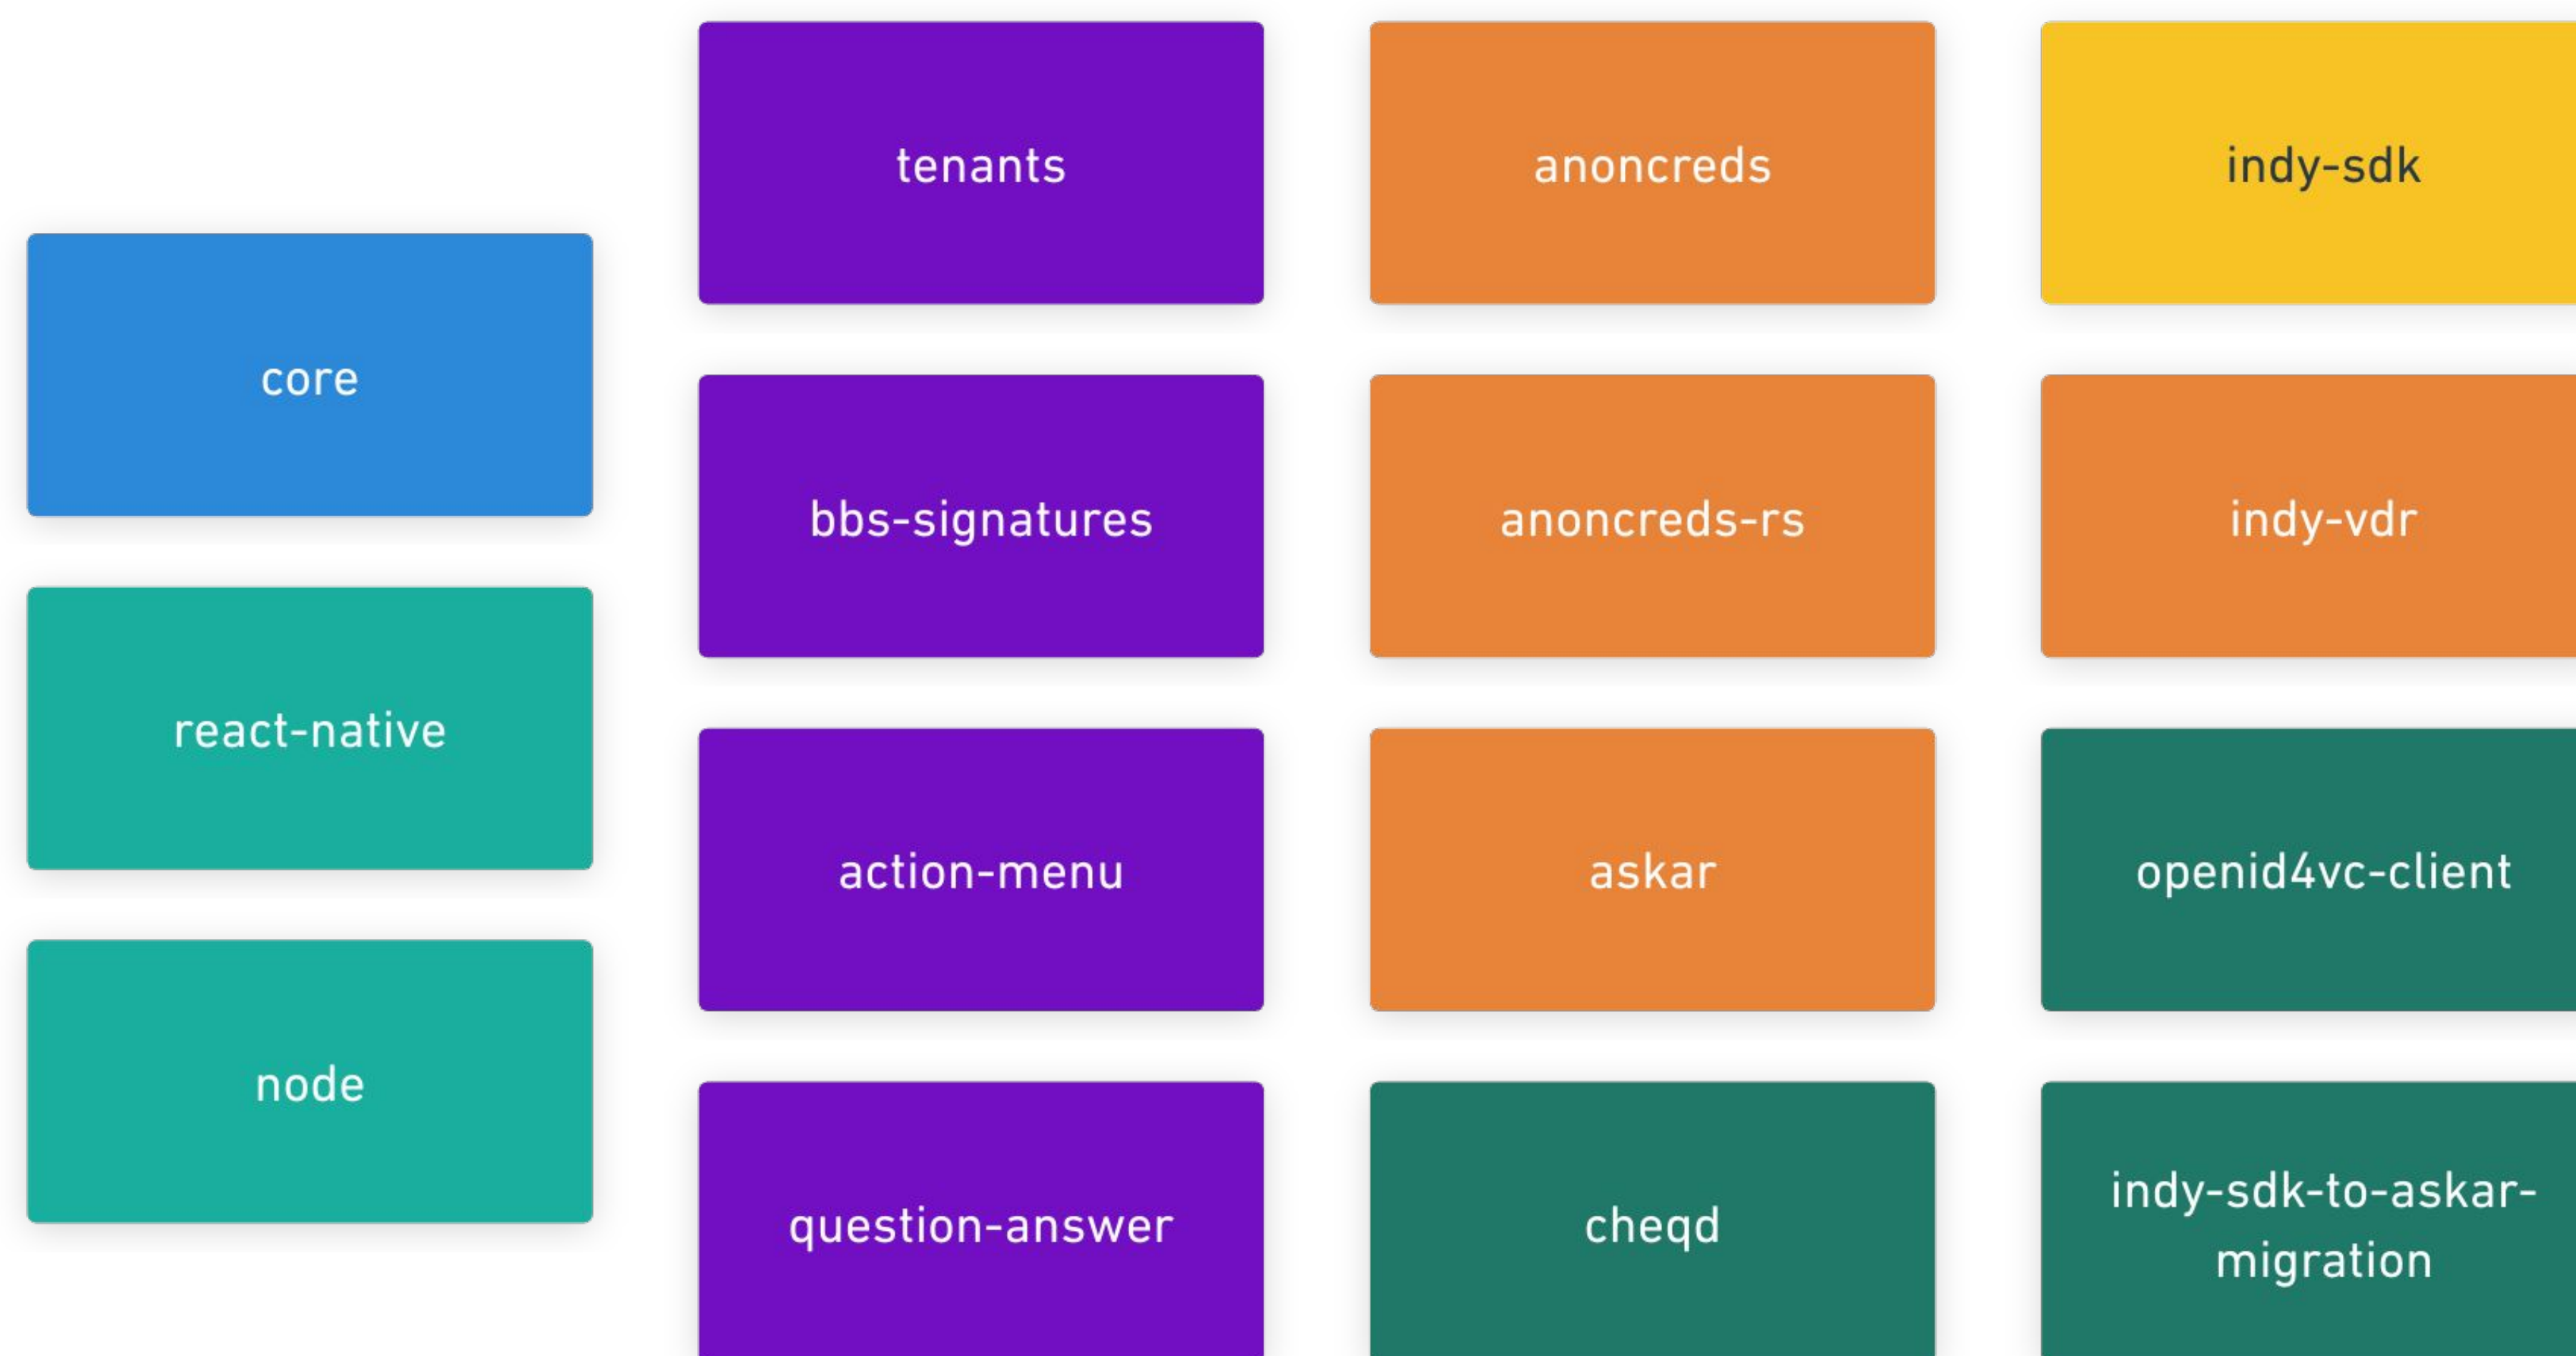 core
react-native
node
tenants
bbs-signatures
action-menu
question-answer
anoncreds
anoncreds-rs
askar
cheqd
indy-sdk
indy-vdr
openid4vc-client
indy-sdk-to-askar-
migration